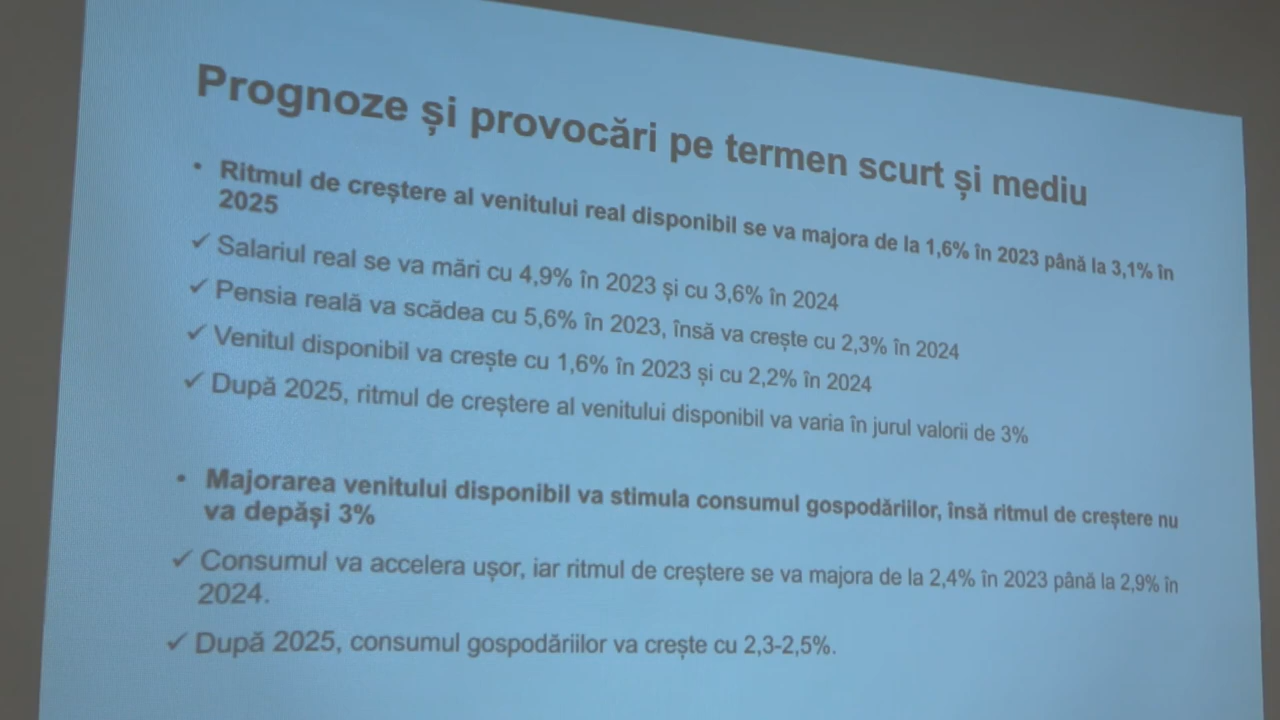 Prognoze și provocări pe termen scurt și mediu
• Ritmul de creștere al venitului real disponibil se va majora de la 1,6% în 2023 până la 3,1% în
2025
✓ Salariul real se va mări cu 4,9% în 2023 și cu 3,6% în 2024
✓ Pensia reală va scădea cu 5,6% în 2023, însă va crește cu 2,3% în 2024
✓ Venitul disponibil va crește cu 1,6% în 2023 și cu 2,2% în 2024
✓ După 2025, ritmul de creștere al venitului disponibil va varia în jurul valorii de 3%
• Majorarea venitului disponibil va stimula consumul gospodăriilor, însă ritmul de creștere nu
va depăși 3%
✓ Consumul va accelera ușor, iar ritmul de creștere se va majora de la 2,4% în 2023 până la 2,9% în
2024.
✓ După 2025, consumul gospodăriilor va crește cu 2,3-2,5%.